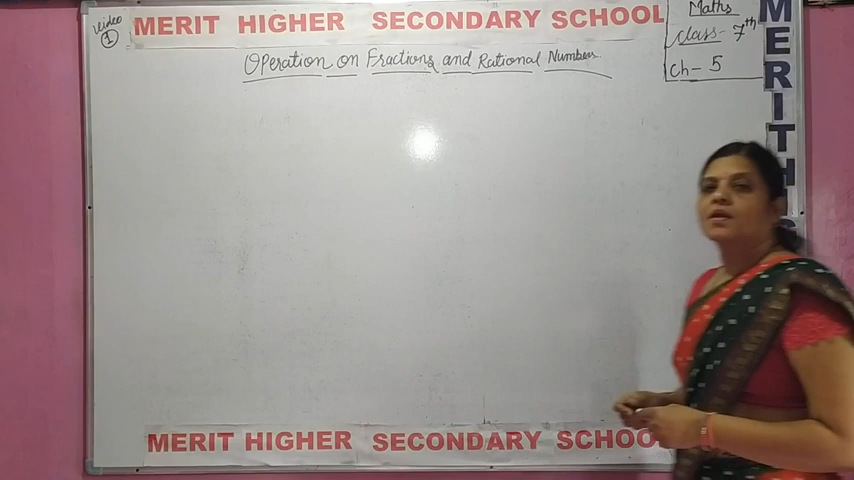 video
1
MERIT HIGHER SECONDARY SCHOOL
Maths
Class- 7th
Ch- 5
Operation on Fractions and Rational Numbers
MERIT H
MERIT HIGHER SECONDARY SCHOO